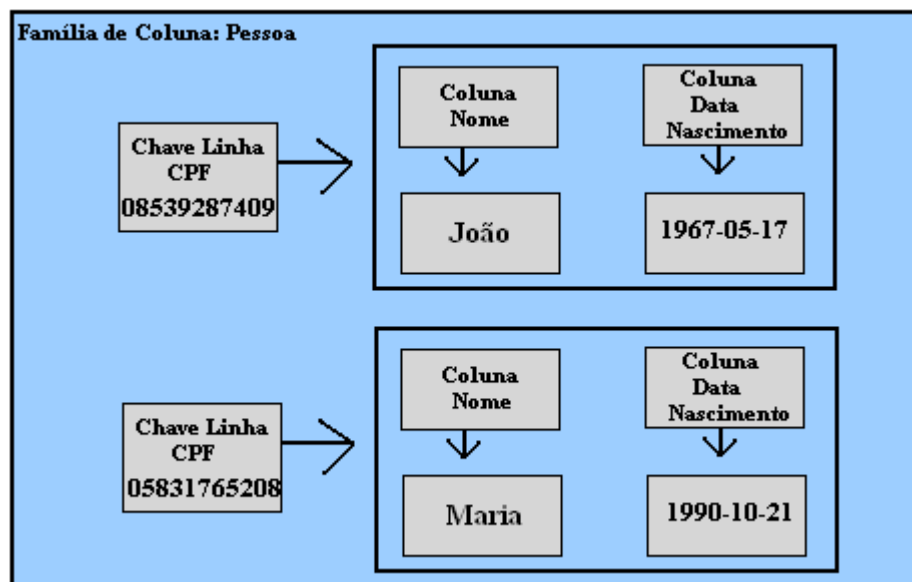 Família de Coluna: Pessoa
Chave Linha
CPF
08539287409
Coluna
Nome
João
Coluna
Data
Nascimento
1967-05-17
Chave Linha
CPF
05831765208
Coluna
Nome
Maria
Coluna
Data
Nascimento
1990-10-21